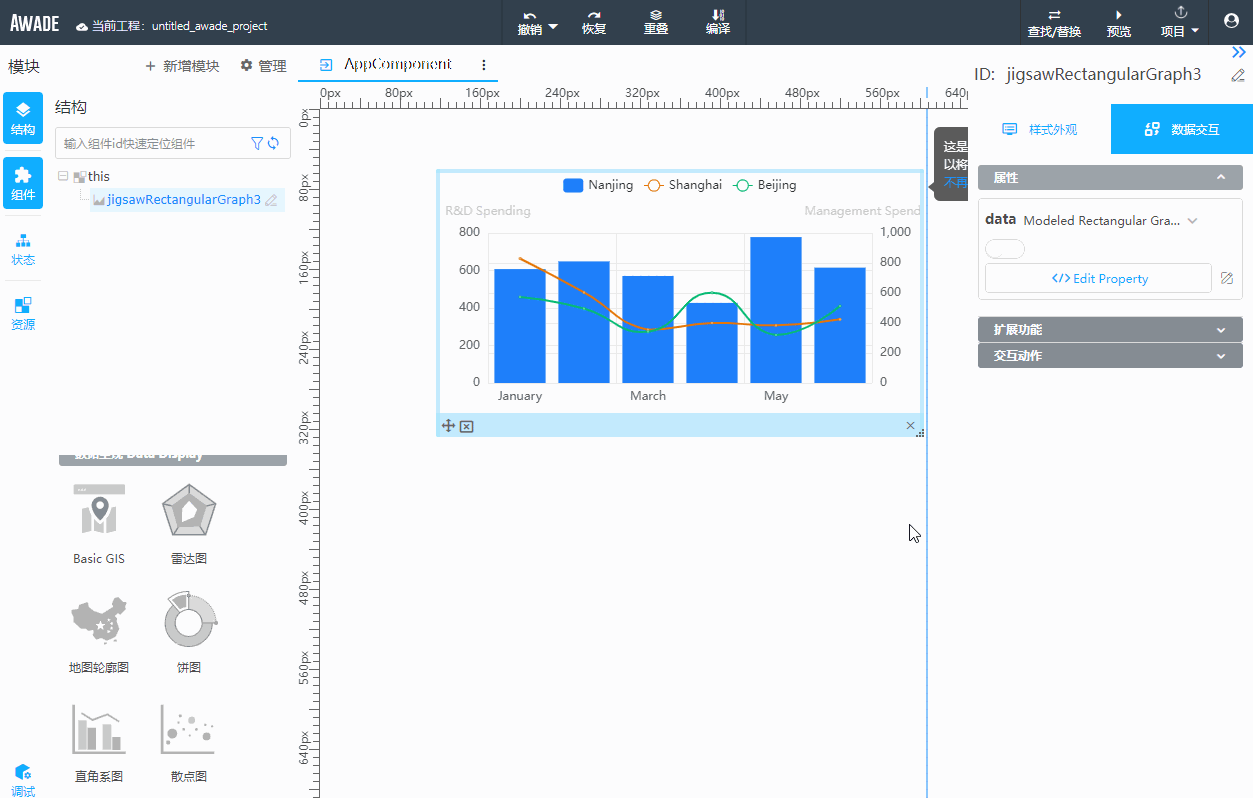 AWADE
当前工程：untitled_awade_project
撤销
恢复
重叠
编译
查找/替换
预览
项目
模块
新增模块
管理
AppComponent
ID: jigsawRectangularGraph3
结构
组件
状态
资源
调试
结构
输入组件id快速定位组件
this
jigsawRectangularGraph3
Data Display
Basic GIS
雷达图
地图轮廓图
饼图
直角系图
散点图
0px
80px
160px
240px
320px
400px
480px
560px
640p
0px
80px
160px
240px
320px
400px
480px
560px
640px
Nanjing
Shanghai
Beijing
R&D Spending
Management Spend
800
600
400
200
0
1,000
800
600
400
200
0
January
March
May
这是
以将
不再
样式外观
数据交互
属性
data
Modeled Rectangular Gra...
</> Edit Property
扩展功能
交互动作